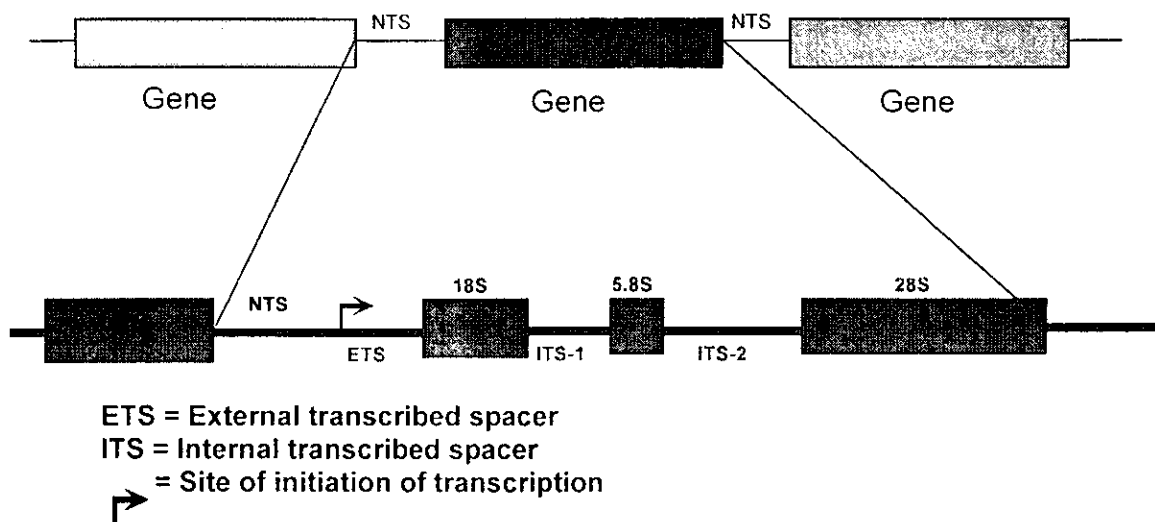 NTS NTS
Gene Gene Gene
NTS 18S 5.8S 28S
ETS ITS-1 ITS-2
ETS = External transcribed spacer
ITS = Internal transcribed spacer
= Site of initiation of transcription